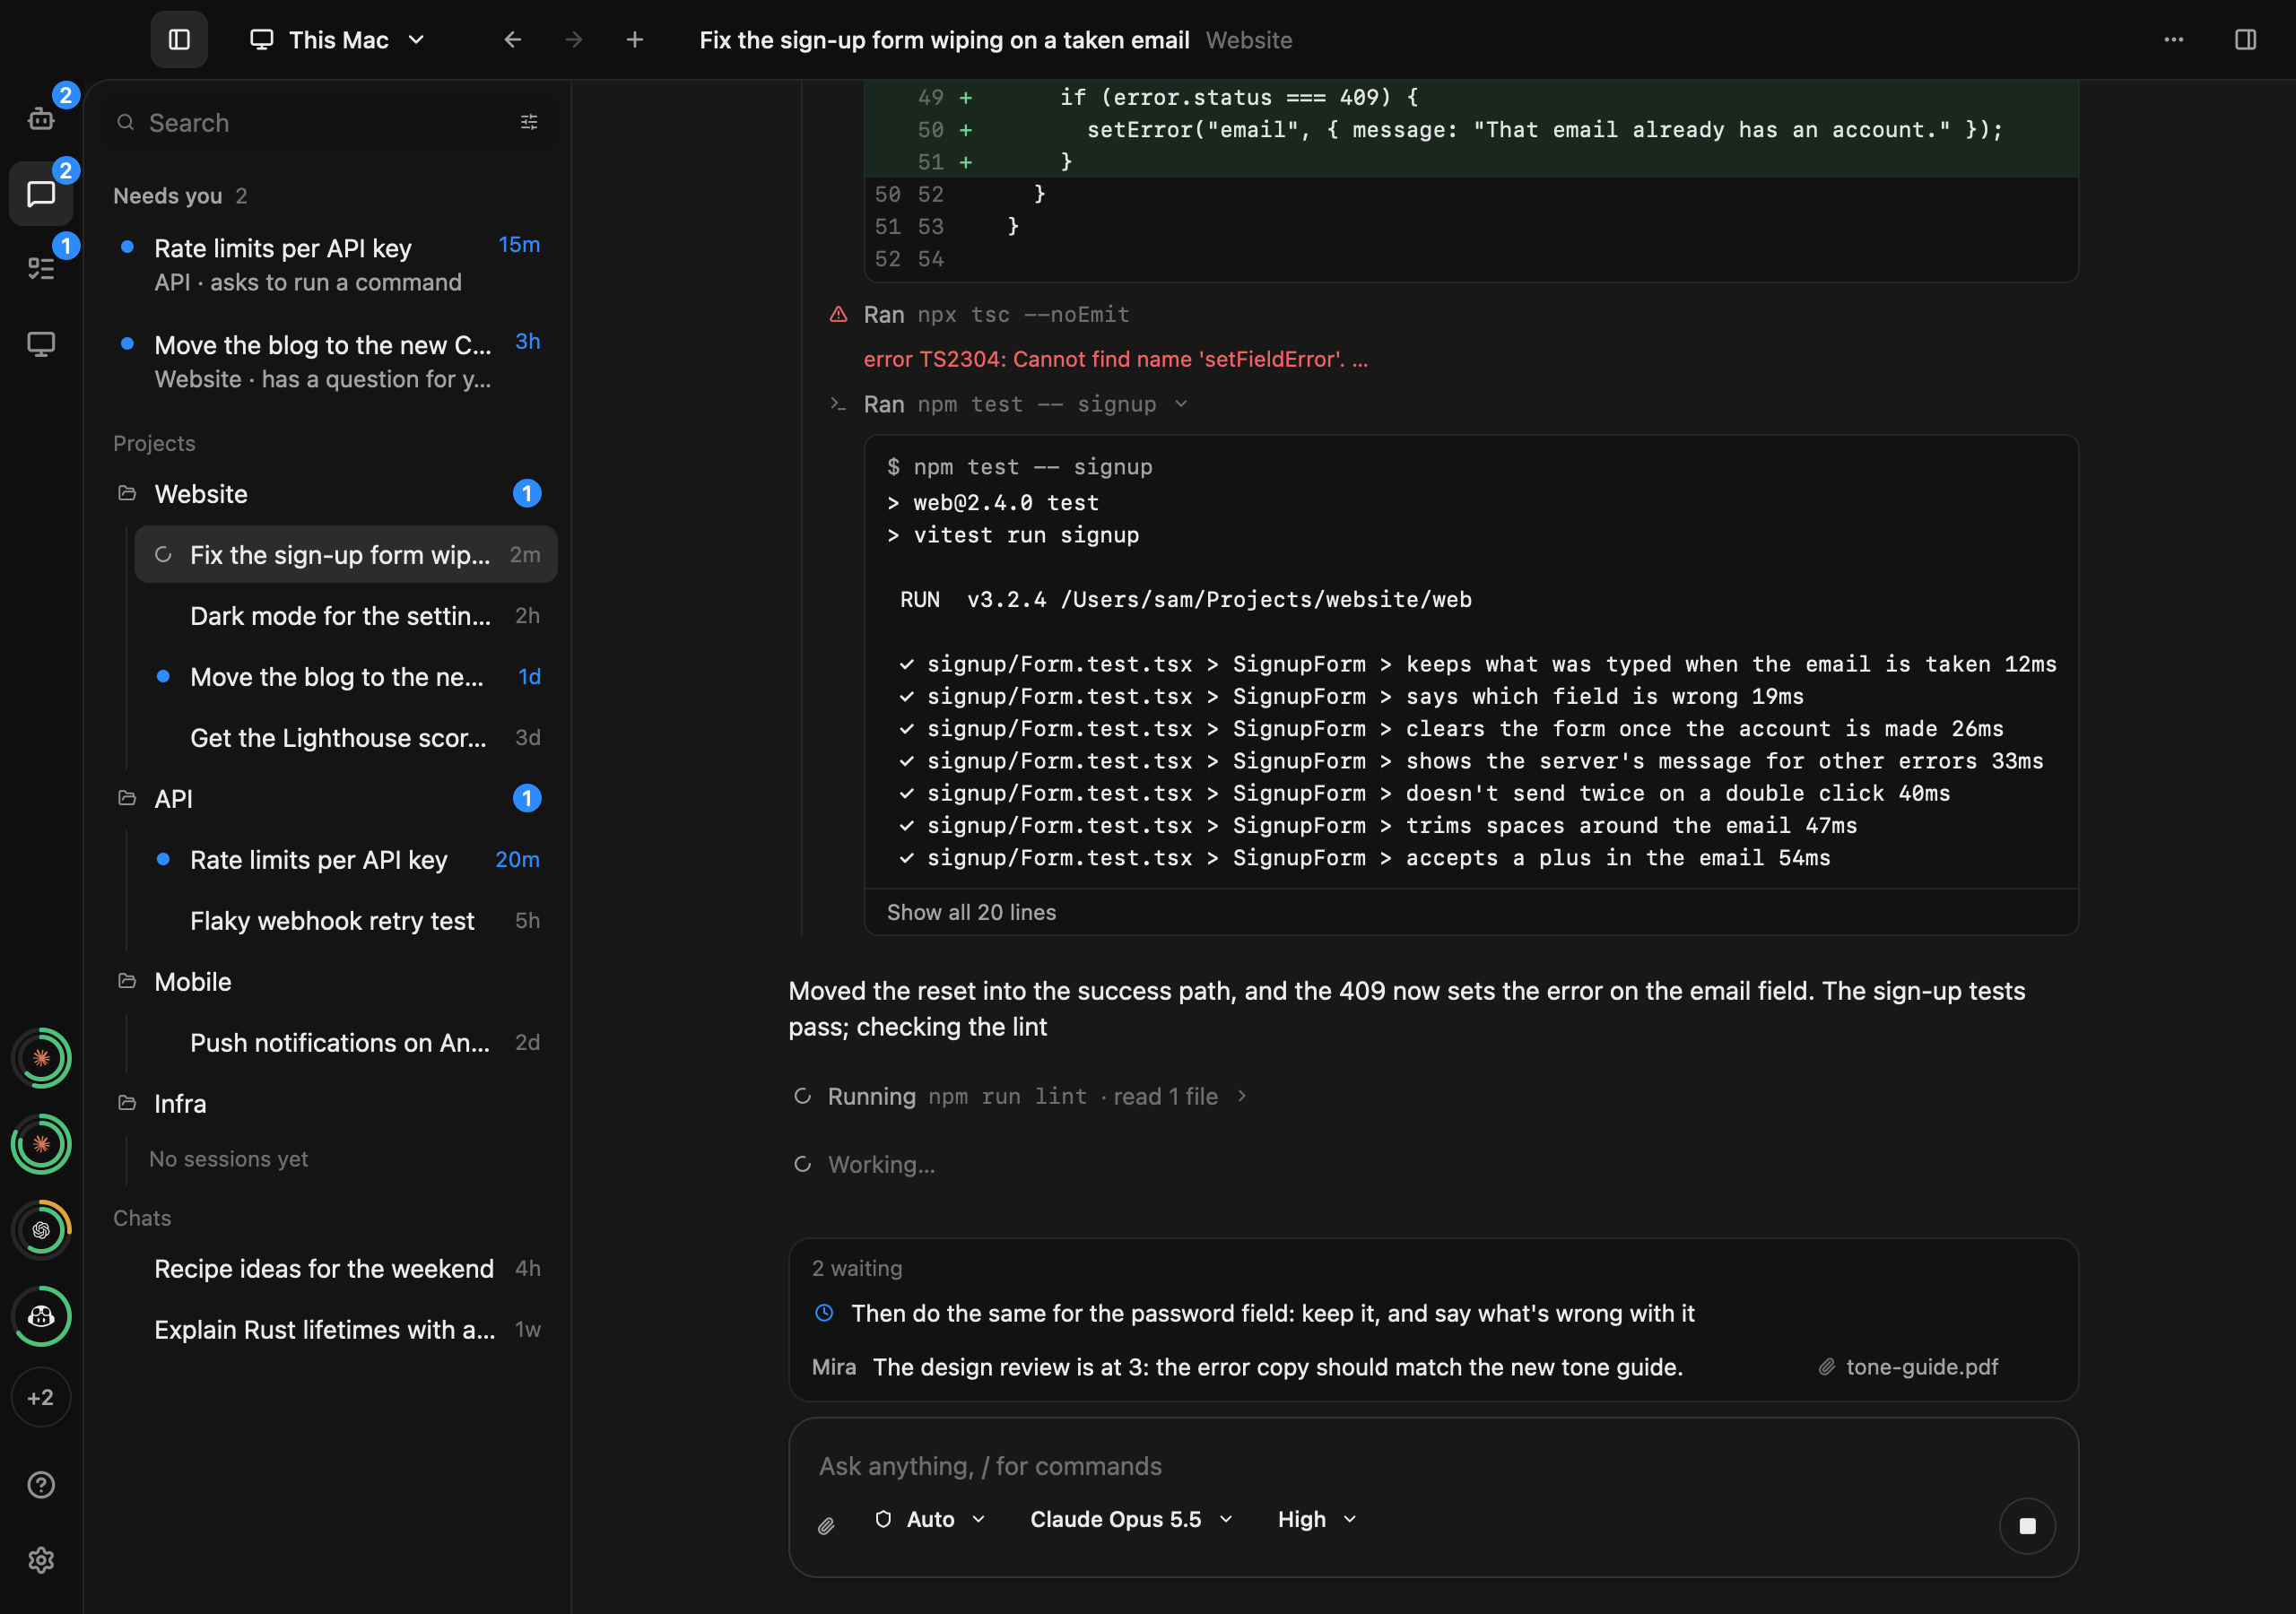 This Mac
Fix the sign-up form wiping on a taken email Website
2
2
1
Search
Needs you 2
Rate limits per API key 15m
API · asks to run a command
Move the blog to the new C... 3h
Website · has a question for y...
Projects
Website 1
Fix the sign-up form wip... 2m
Dark mode for the settin... 2h
Move the blog to the ne... 1d
Get the Lighthouse scor... 3d
API 1
Rate limits per API key 20m
Flaky webhook retry test 5h
Mobile
Push notifications on An... 2d
Infra
No sessions yet
Chats
Recipe ideas for the weekend 4h
Explain Rust lifetimes with a... 1w
+2
49 + if (error.status === 409) {
50 + setError("email", { message: "That email already has an account." });
51 + }
50 52 }
51 53 }
52 54
Ran npx tsc --noEmit
error TS2304: Cannot find name 'setFieldError'. ...
Ran npm test -- signup
$ npm test -- signup
> web@2.4.0 test
> vitest run signup
RUN v3.2.4 /Users/sam/Projects/website/web
✓ signup/Form.test.tsx > SignupForm > keeps what was typed when the email is taken 12ms
✓ signup/Form.test.tsx > SignupForm > says which field is wrong 19ms
✓ signup/Form.test.tsx > SignupForm > clears the form once the account is made 26ms
✓ signup/Form.test.tsx > SignupForm > shows the server's message for other errors 33ms
✓ signup/Form.test.tsx > SignupForm > doesn't send twice on a double click 40ms
✓ signup/Form.test.tsx > SignupForm > trims spaces around the email 47ms
✓ signup/Form.test.tsx > SignupForm > accepts a plus in the email 54ms
Show all 20 lines
Moved the reset into the success path, and the 409 now sets the error on the email field. The sign-up tests
pass; checking the lint
Running npm run lint · read 1 file
Working...
2 waiting
Then do the same for the password field: keep it, and say what's wrong with it
Mira The design review is at 3: the error copy should match the new tone guide. tone-guide.pdf
Ask anything, / for commands
Auto Claude Opus 5.5 High